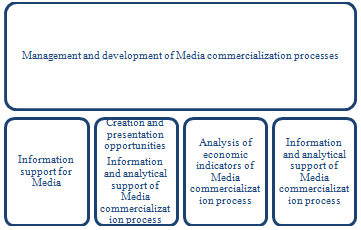 Management and development of Media commercialization processes
Information
support for
Media
Creation and
presentation
opportunities
Information
and analytical
support of
Media
commercializat
ion process
Analysis of
economic
indicators of
Media
commercializat
ion process
Information
and analytical
support of
Media
commercializat
ion process